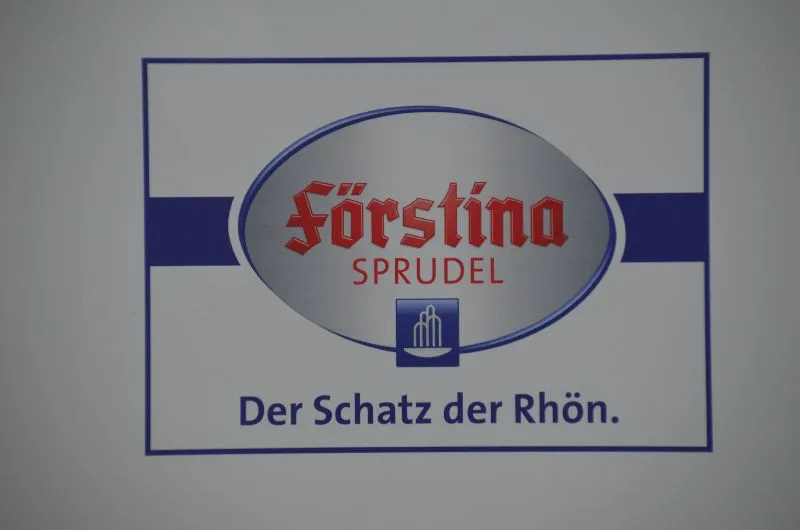 Förstina
SPRUDEL
Der Schatz der Rhön.